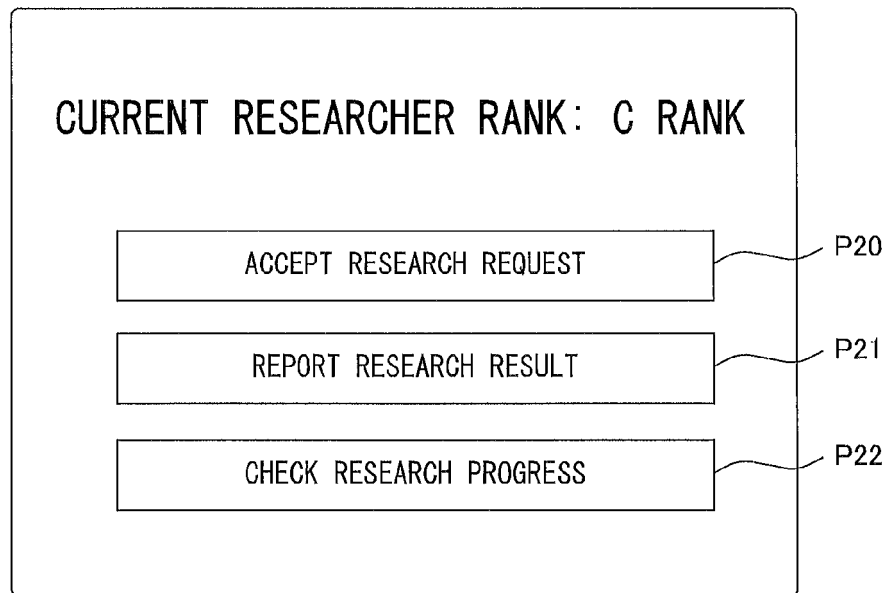 CURRENT RESEARCHER RANK: C RANK
ACCEPT RESEARCH REQUEST
P20
REPORT RESEARCH RESULT
P21
CHECK RESEARCH PROGRESS
P22